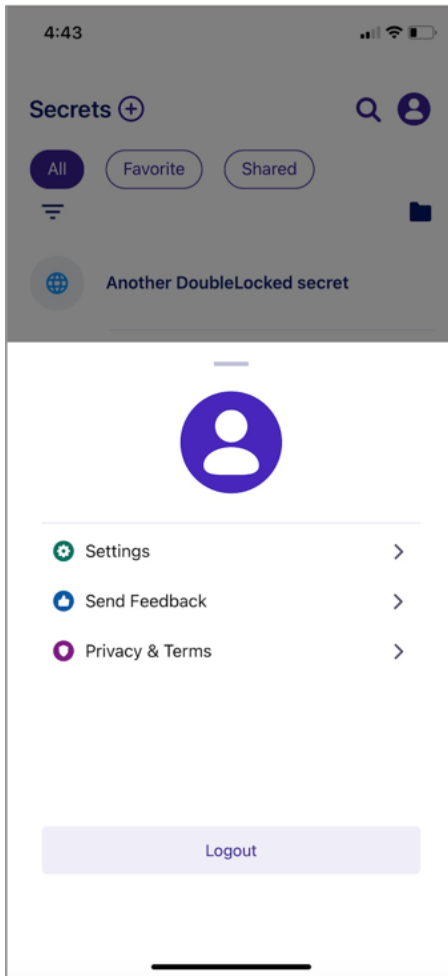 4:43
Secrets
All Favorite Shared
Another DoubleLocked secret
Settings
Send Feedback
Privacy & Terms
Logout